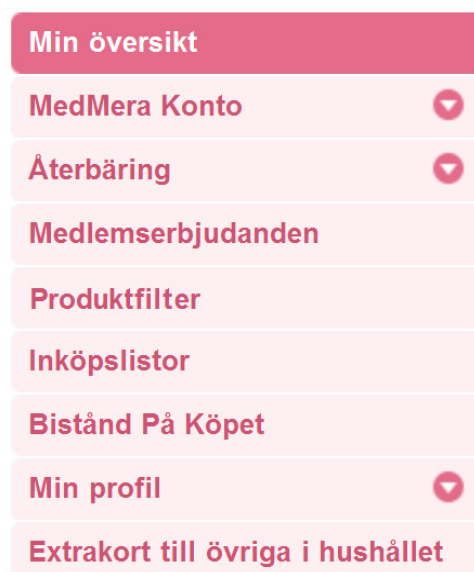 Min översikt
MedMera Konto
Återbäring
Medlemserbjudanden
Produktfilter
Inköpslistor
Bistånd På Köpet
Min profil
Extrakort till övriga i hushållet